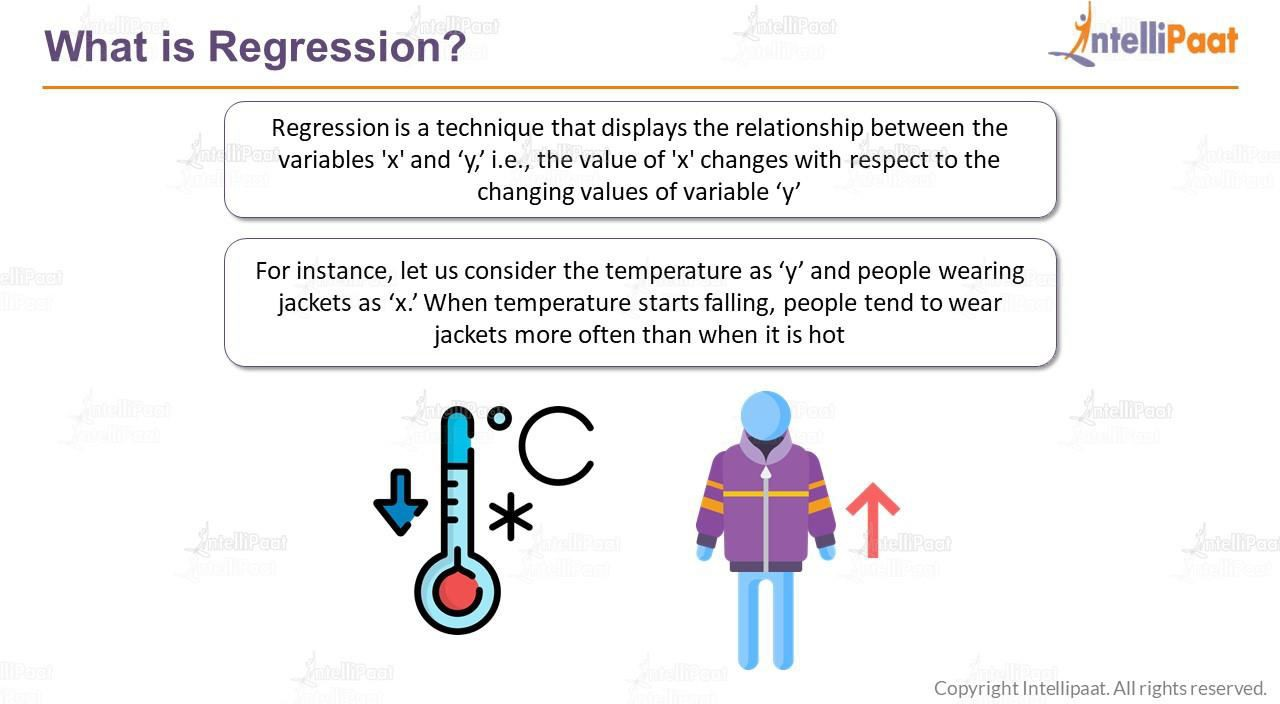 What is Regression?
IntelliPaat
Regression is a technique that displays the relationship between the
variables 'x' and ‘y,’ i.e., the value of 'x' changes with respect to the
changing values of variable ‘y’
For instance, let us consider the temperature as ‘y’ and people wearing
jackets as ‘x.’ When temperature starts falling, people tend to wear
jackets more often than when it is hot
°C
Copyright Intellipaat. All rights reserved.